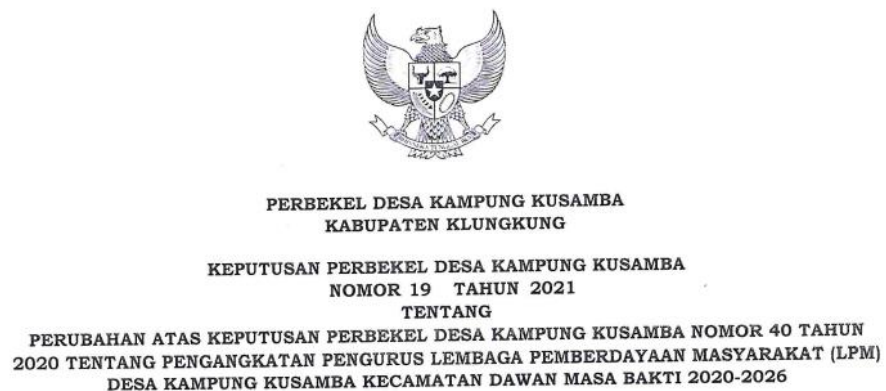 PERBEKEL DESA KAMPUNG KUSAMBA
KABUPATEN KLUNGKUNG
KEPUTUSAN PERBEKEL DESA KAMPUNG KUSAMBA
NOMOR 19 TAHUN 2021
TENTANG
PERUBAHAN ATAS KEPUTUSAN PERBEKEL DESA KAMPUNG KUSAMBA NOMOR 40 TAHUN
2020 TENTANG PENGANGKATAN PENGURUS LEMBAGA PEMBERDAYAAN MASYARAKAT (LPM)
DESA KAMPUNG KUSAMBA KECAMATAN DAWAN MASA BAKTI 2020-2026